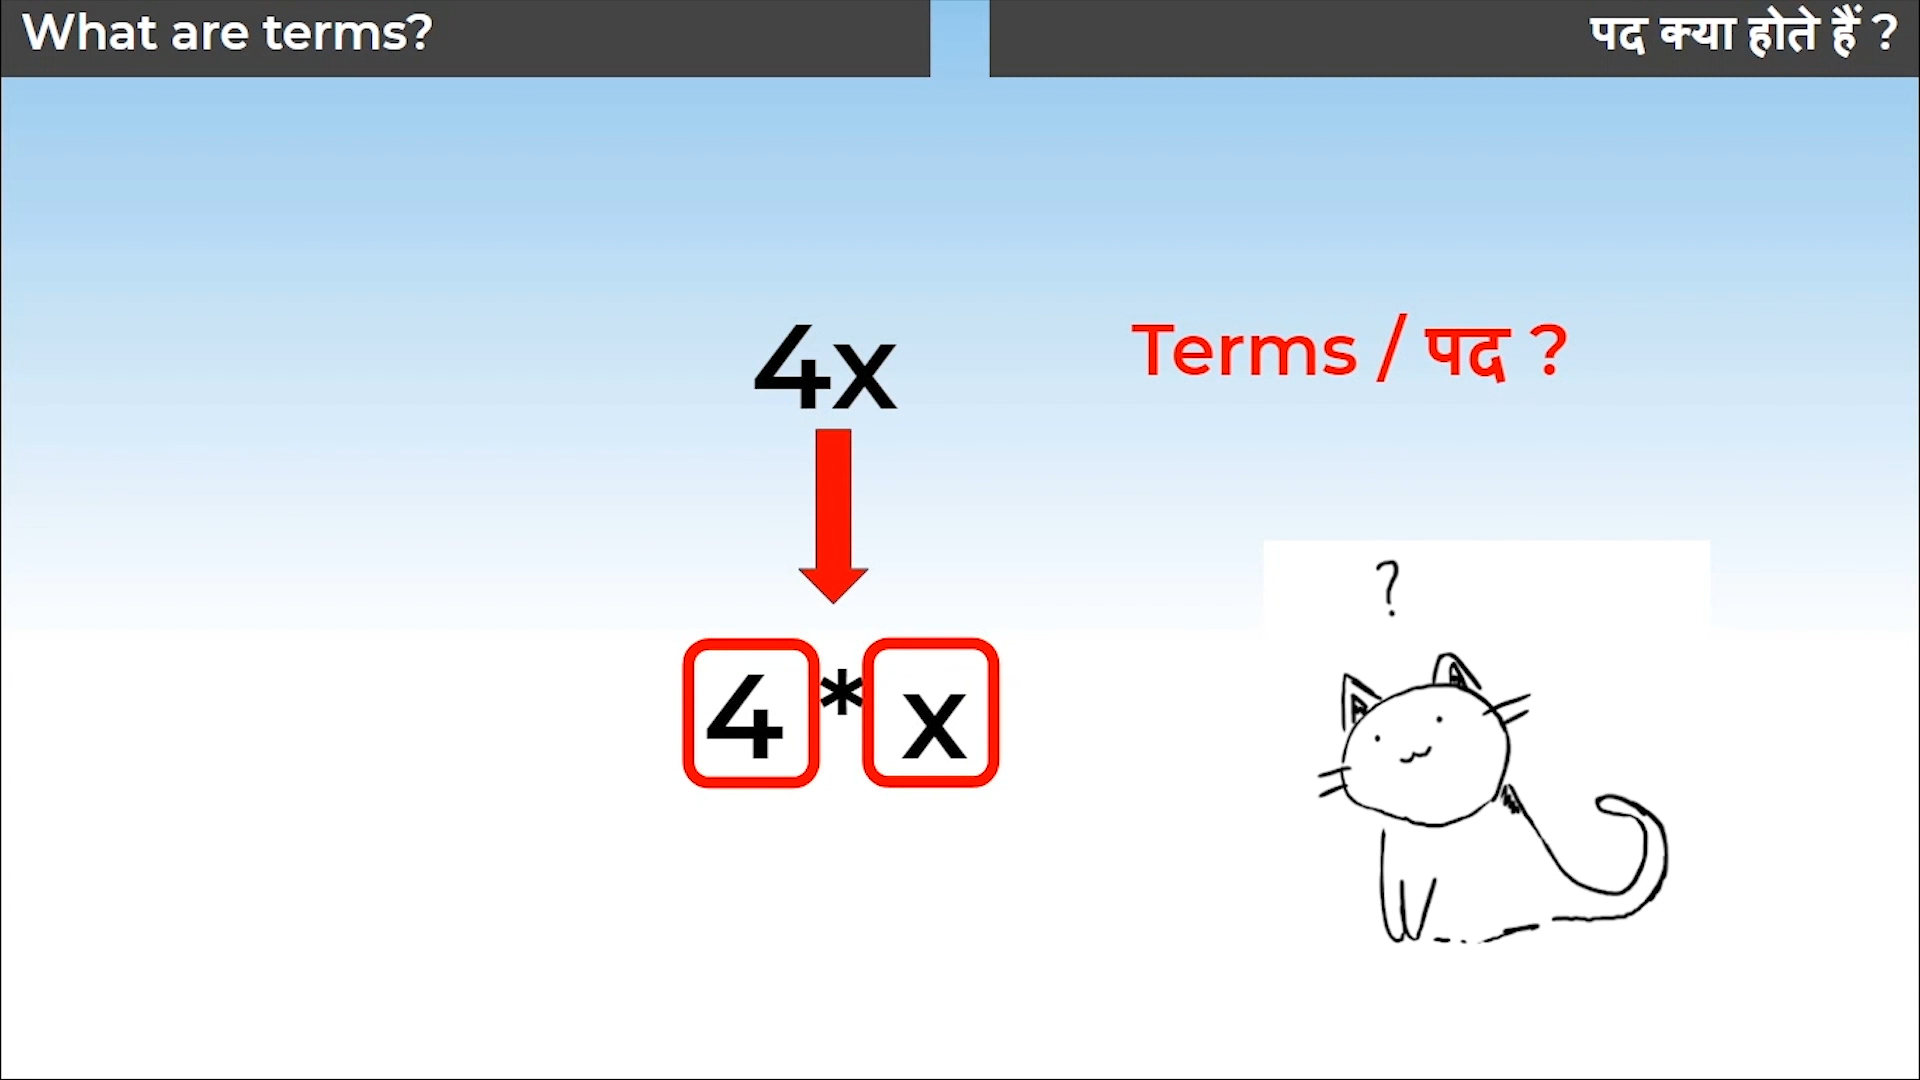 What are terms?
पद क्या होते हैं ?
4x
Terms / पद ?
?
4 * x